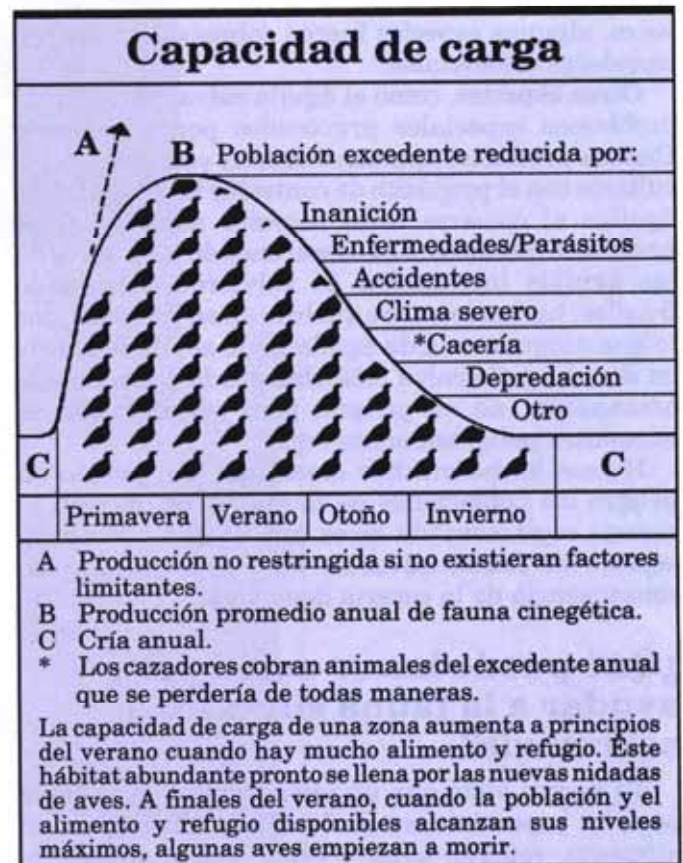 Capacidad de carga
A
B Población excedente reducida por:
Inanición
Enfermedades/Parásitos
Accidentes
Clima severo
*Cacería
Depredación
Otro
C
C
Primavera Verano Otoño Invierno
A Producción no restringida si no existieran factores
limitantes.
B Producción promedio anual de fauna cinegética.
C Cría anual.
* Los cazadores cobran animales del excedente anual
que se perdería de todas maneras.
La capacidad de carga de una zona aumenta a principios
del verano cuando hay mucho alimento y refugio. Este
hábitat abundante pronto se llena por las nuevas nidadas
de aves. A finales del verano, cuando la población y el
alimento y refugio disponibles alcanzan sus niveles
máximos, algunas aves empiezan a morir.